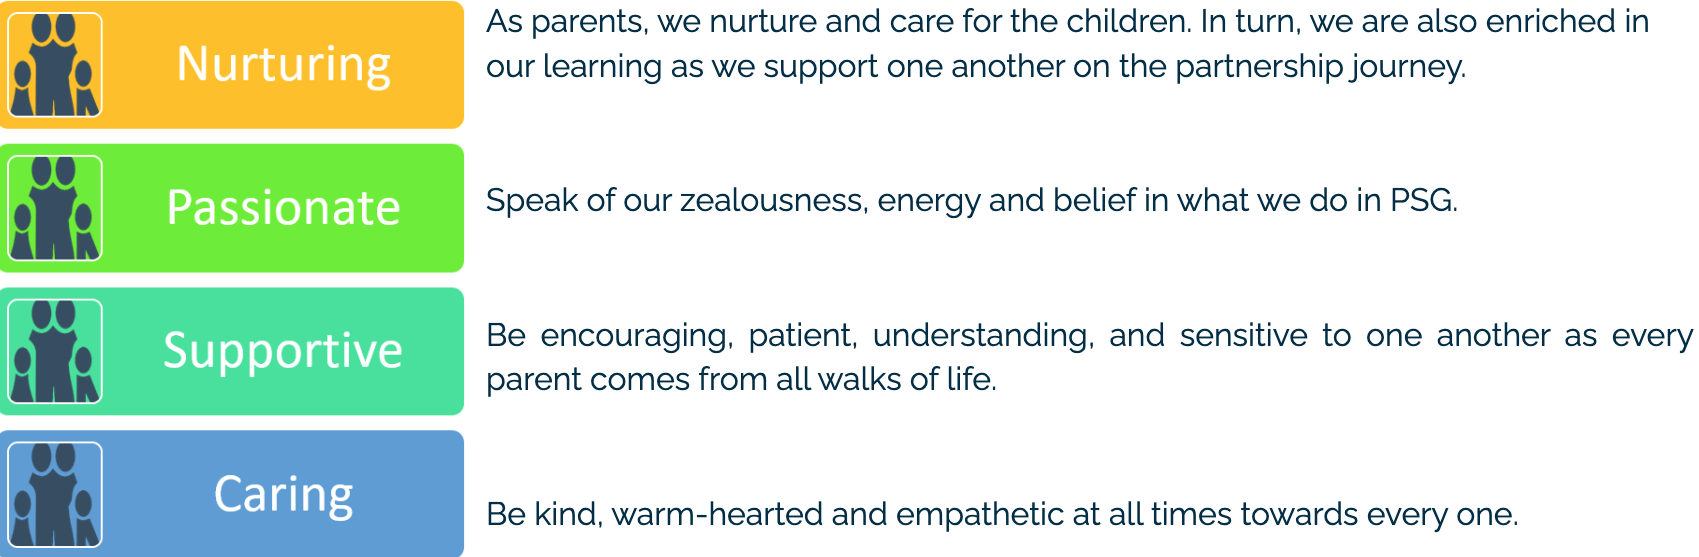 Nurturing
As parents, we nurture and care for the children. In turn, we are also enriched in
our learning as we support one another on the partnership journey.
Passionate
Speak of our zealousness, energy and belief in what we do in PSG.
Supportive
Be encouraging, patient, understanding, and sensitive to one another as every
parent comes from all walks of life.
Caring
Be kind, warm-hearted and empathetic at all times towards every one.